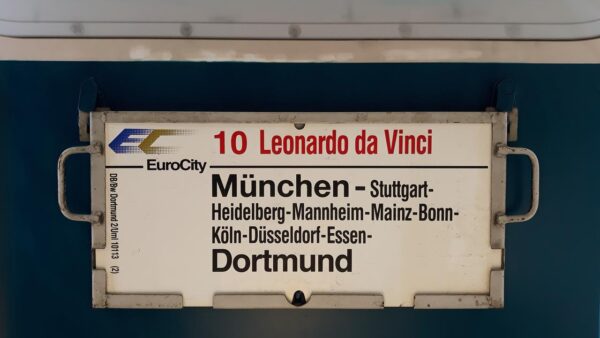 EC
EuroCity
10 Leonardo da Vinci
München - Stuttgart-
Heidelberg-Mannheim-Mainz-Bonn-
Köln-Düsseldorf-Essen-
Dortmund